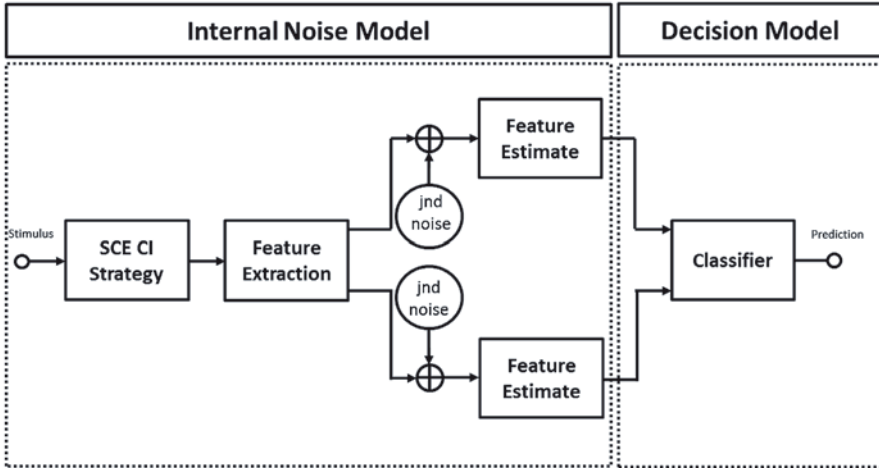 Internal Noise Model
Decision Model
Stimulus
SCE CI
Strategy
Feature
Extraction
jnd
noise
jnd
noise
Feature
Estimate
Feature
Estimate
Classifier
Prediction